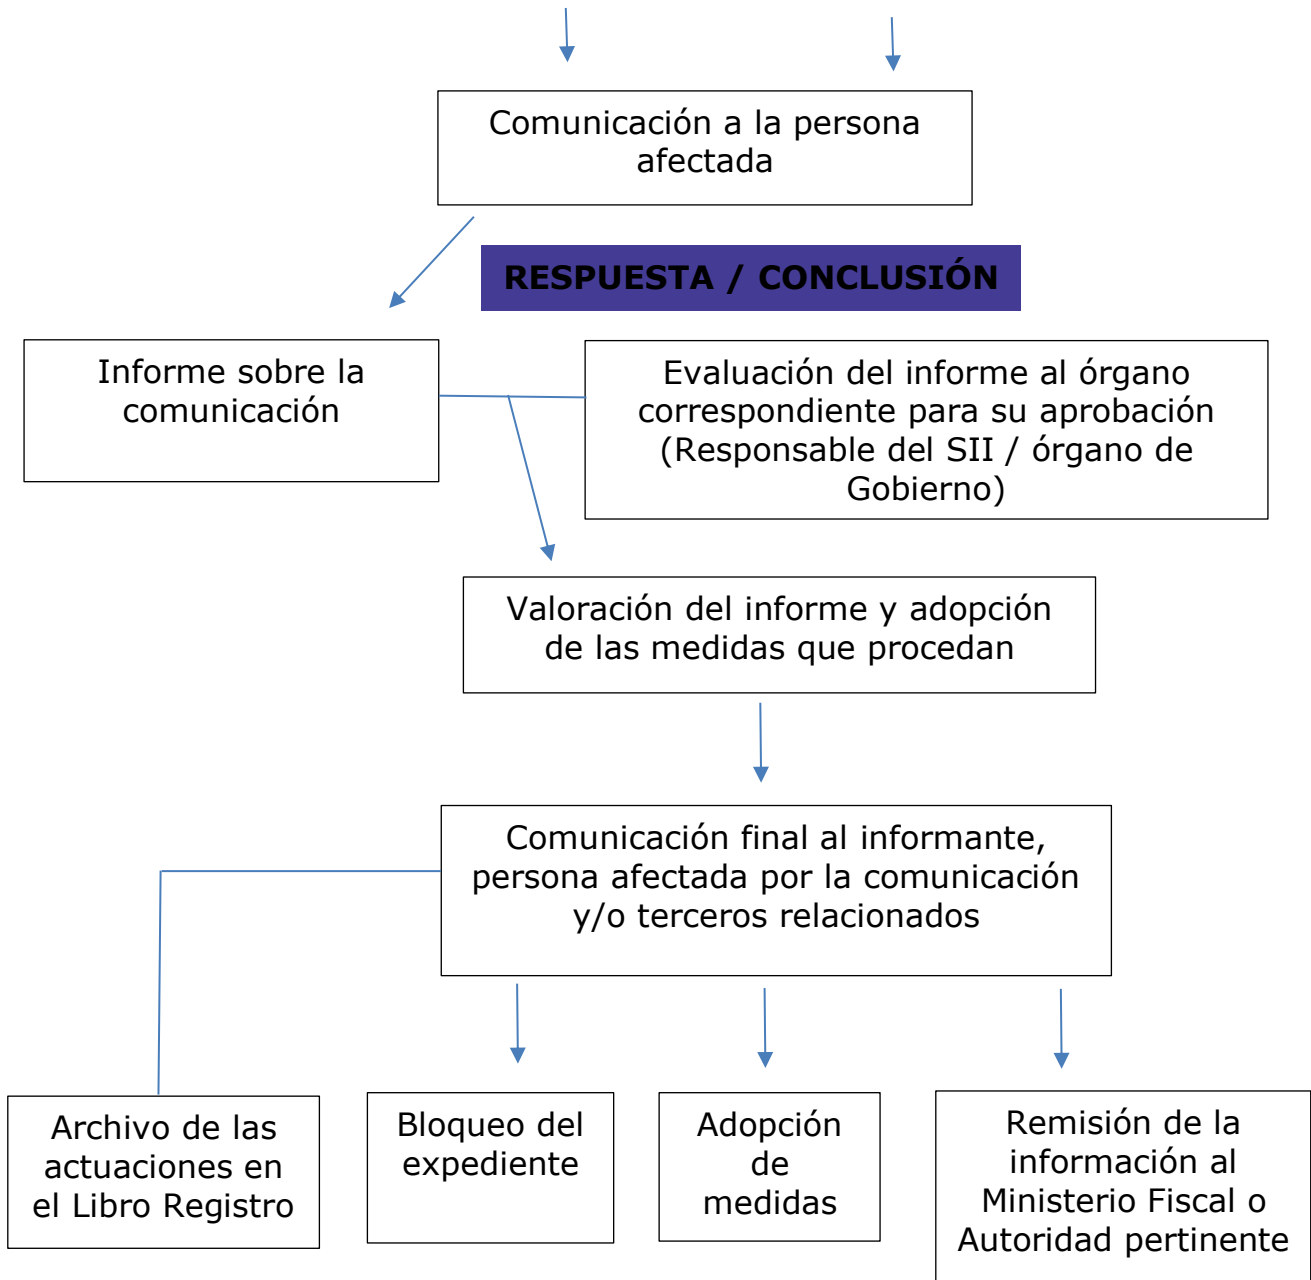 Comunicación a la persona
afectada
RESPUESTA / CONCLUSIÓN
Informe sobre la
comunicación
Evaluación del informe al órgano
correspondiente para su aprobación
(Responsable del SII / órgano de
Gobierno)
Valoración del informe y adopción
de las medidas que procedan
Comunicación final al informante,
persona afectada por la comunicación
y/o terceros relacionados
Archivo de las
actuaciones en
el Libro Registro
Bloqueo del
expediente
Adopción
de
medidas
Remisión de la
información al
Ministerio Fiscal o
Autoridad pertinente